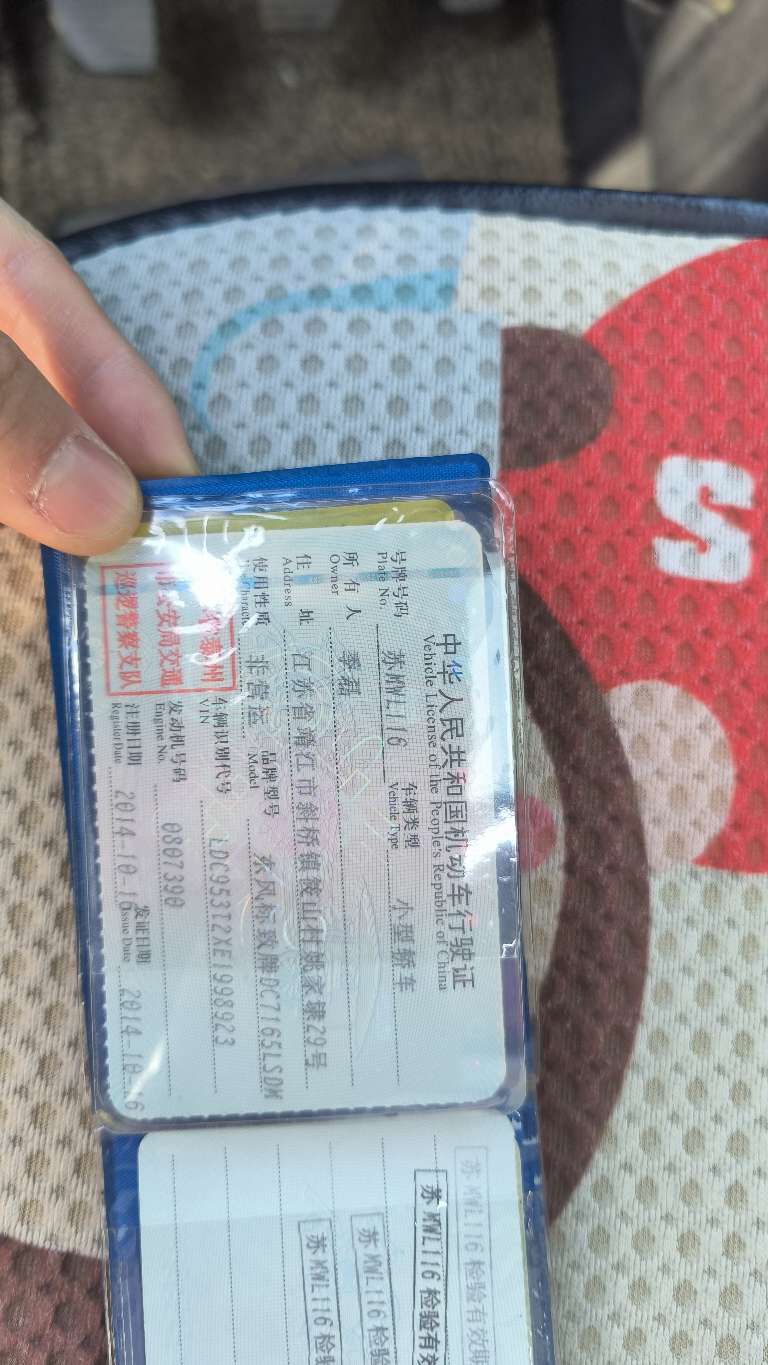 中华人民共和国机动车行驶证
Vehicle License of the People's Republic of China
号牌号码 苏MWL116 车辆类型 小型轿车
Plate No. Vehicle Type
所有人 季磊
Owner
住址 江苏省靖江市斜桥镇筱山村姚家埭29号
Address
使用性质 非营运 品牌型号 东风标致牌DC7165LSDM
Model
泰州
公安局交通
巡逻警察支队
车辆识别代号 LDC953T2XE1998923
VIN
发动机号码 0807390
Engine No.
注册日期 2014-10-16 发证日期 2014-10-16
Register Date Issue Date
苏MWL116 检验有效期
苏MWL116 检验有效
苏MWL116 检验
苏MWL116 检
S